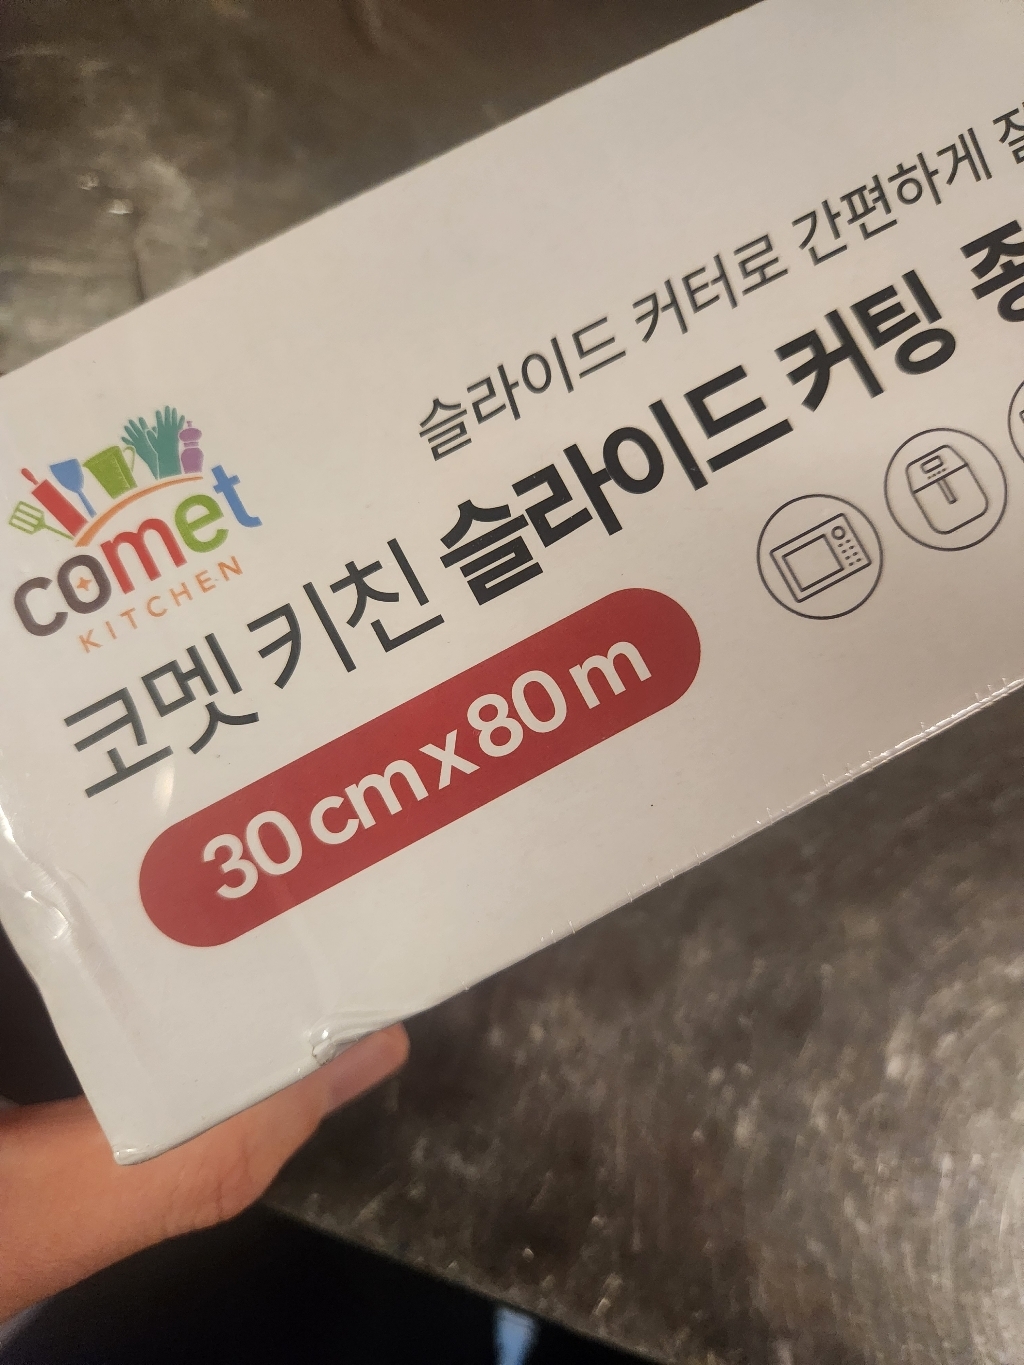 슬라이드 커터로 간편하게
comet
KITCHEN
코멧 키친 슬라이드 커팅
30 cm x 80 m